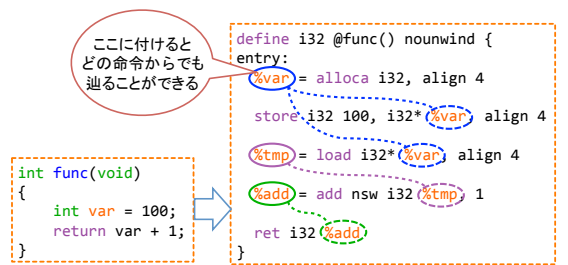 ここに付けると
どの命令からでも
辿ることができる
define i32 @func() nounwind {
entry:
%var = alloca i32, align 4
store i32 100, i32* %var, align 4
%tmp = load i32* %var, align 4
%add = add nsw i32 %tmp, 1
ret i32 %add
}
int func(void)
{
int var = 100;
return var + 1;
}